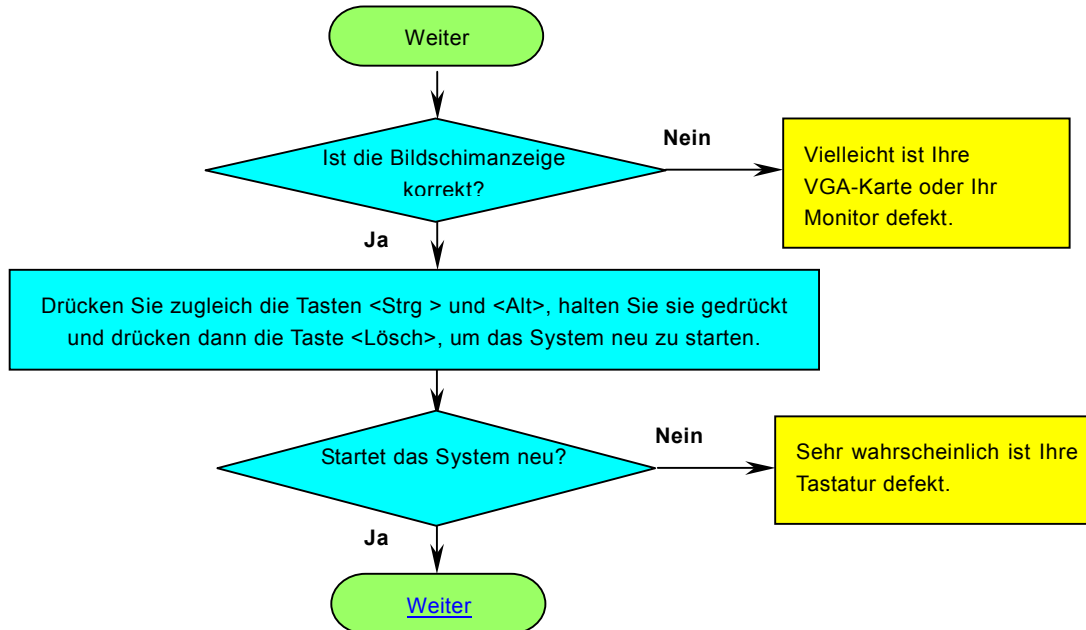 Weiter
Ist die Bildschimanzeige
korrekt?
Nein
Vielleicht ist Ihre
VGA-Karte oder Ihr
Monitor defekt.
Ja
Drücken Sie zugleich die Tasten <Strg > und <Alt>, halten Sie sie gedrückt
und drücken dann die Taste <Lösch>, um das System neu zu starten.
Startet das System neu?
Nein
Sehr wahrscheinlich ist Ihre
Tastatur defekt.
Ja
Weiter